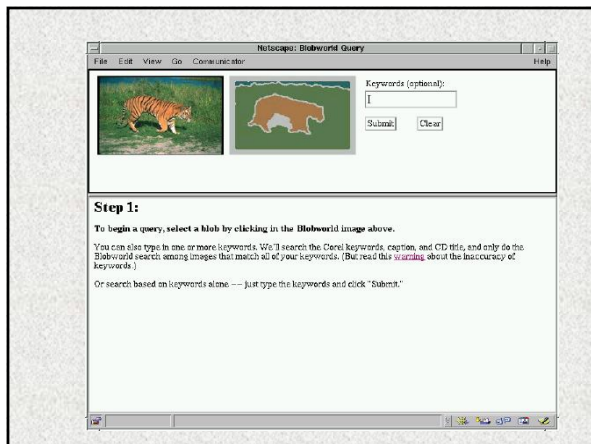 Netscape: Blobworld Query
File Edit View Go Communicator Help
Keywords (optional):
Submit Clear
Step 1:
To begin a query, select a blob by clicking in the Blobworld image above.
You can also type in one or more keywords. We'll search the Corel keywords, caption, and CD title, and only do the
Blobworld search among images that match all of your keywords. (But read this warning about the inaccuracy of
keywords.)
Or search based on keywords alone -- just type the keywords and click "Submit."